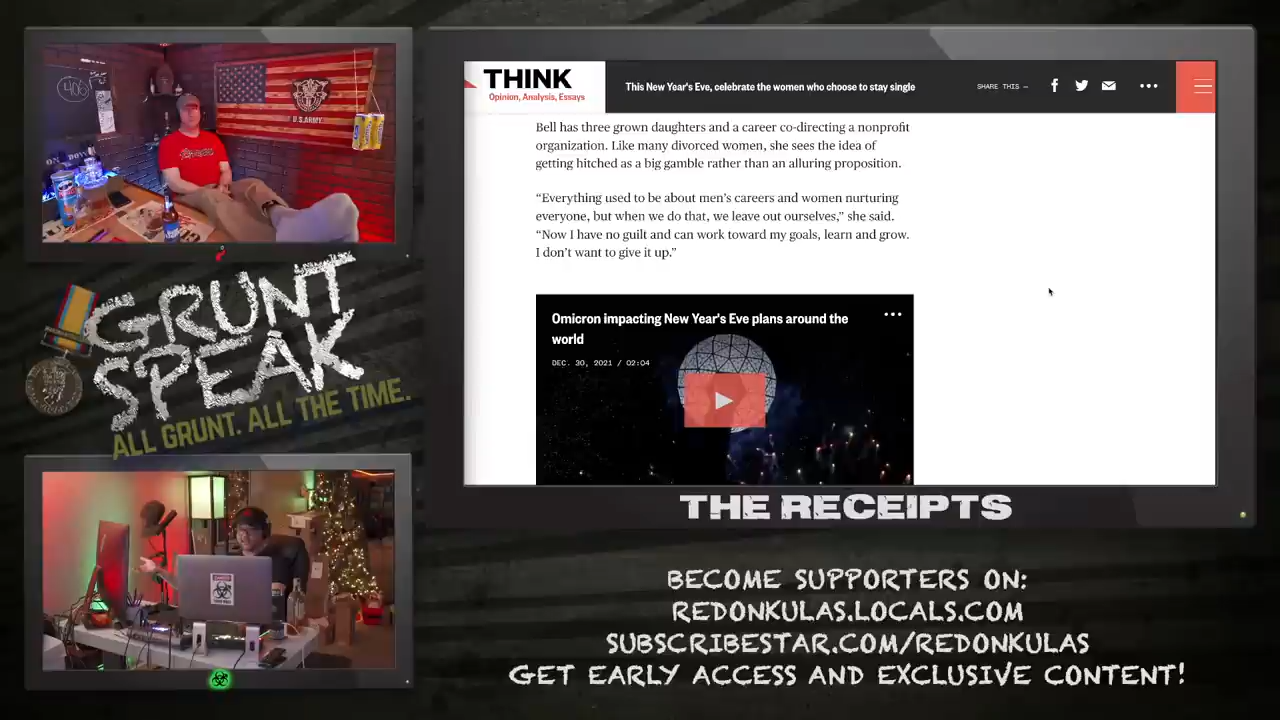 THINK
Opinion, Analysis, Essays
This New Year's Eve, celebrate the women who choose to stay single
SHARE THIS —
Bell has three grown daughters and a career co-directing a nonprofit
organization. Like many divorced women, she sees the idea of
getting hitched as a big gamble rather than an alluring proposition.
“Everything used to be about men’s careers and women nurturing
everyone, but when we do that, we leave out ourselves,” she said.
“Now I have no guilt and can work toward my goals, learn and grow.
I don’t want to give it up.”
Omicron impacting New Year's Eve plans around the
world
DEC. 30, 2021 / 02:04
U.S. ARMY
406
GRUNT
SPEAK
ALL GRUNT. ALL THE TIME.
THE RECEIPTS
BECOME SUPPORTERS ON:
REDONKULAS.LOCALS.COM
SUBSCRIBESTAR.COM/REDONKULAS
GET EARLY ACCESS AND EXCLUSIVE CONTENT!